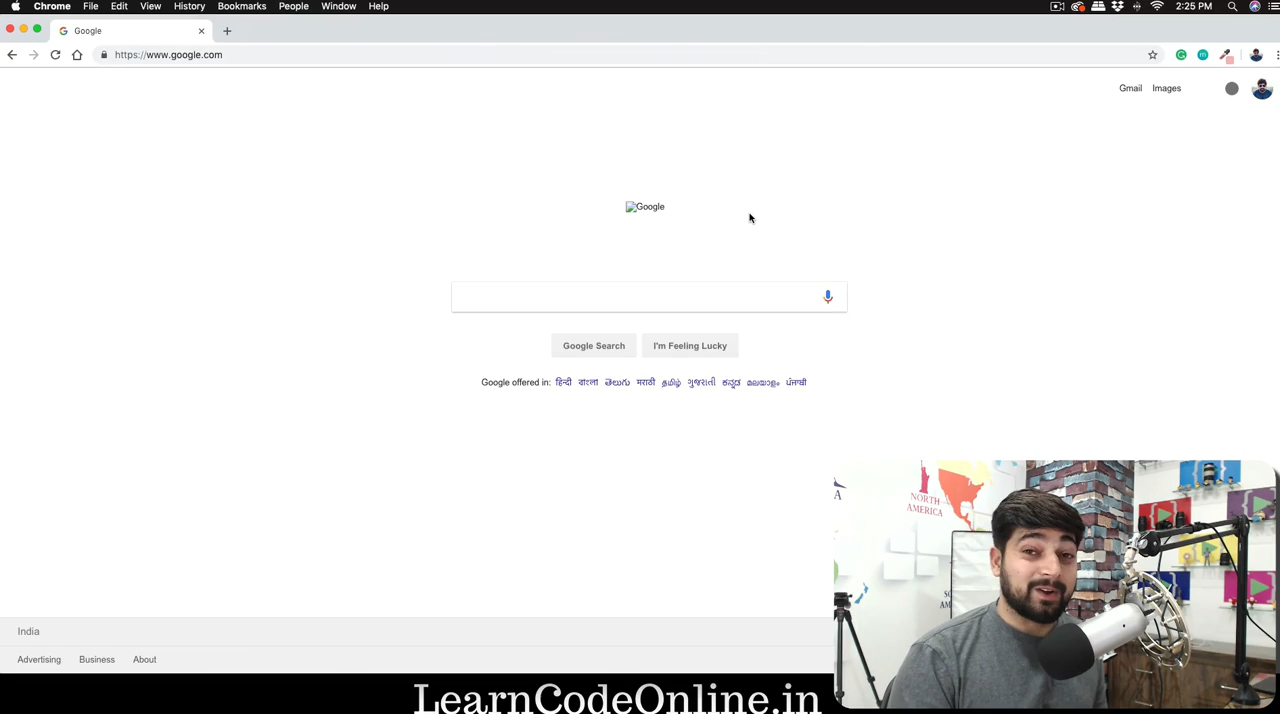 Chrome File Edit View History Bookmarks People Window Help 2:25 PM
Google
https://www.google.com
Gmail Images
Google
Google Search I'm Feeling Lucky
Google offered in: हिन्दी বাংলা తెలుగు मराठी தமிழ் ગુજરાતી ಕನ್ನಡ മലയാളം ਪੰਜਾਬੀ
NORTH
AMERICA
India
Advertising Business About
LearnCodeOnline.in